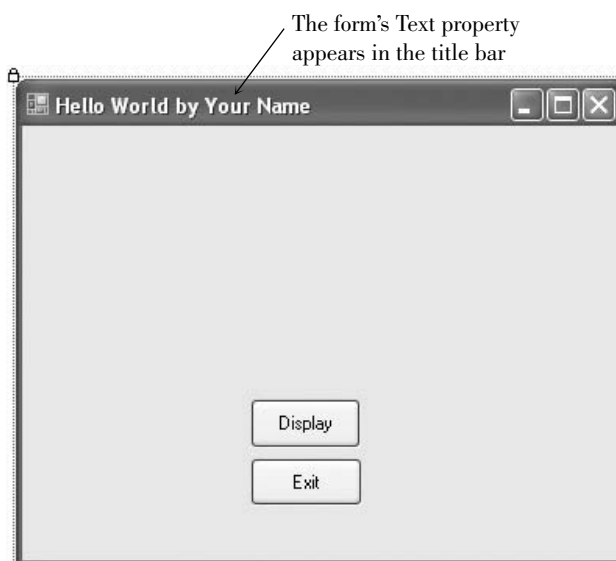 The form's Text property
appears in the title bar
Hello World by Your Name
Display
Exit